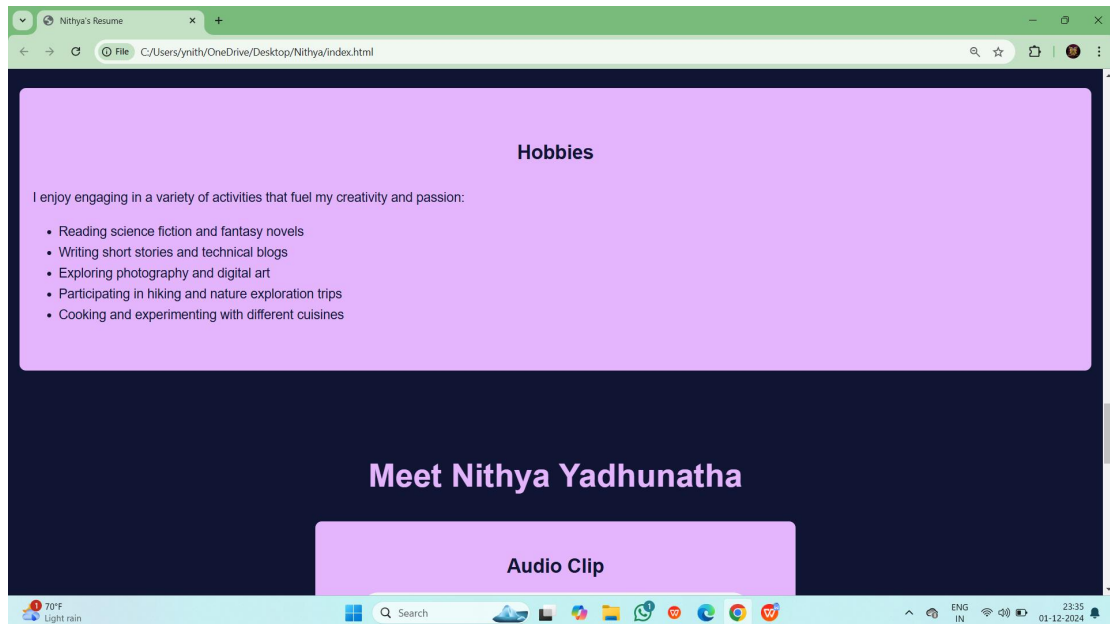 Nithya's Resume
File C:/Users/ynith/OneDrive/Desktop/Nithya/index.html
Hobbies
I enjoy engaging in a variety of activities that fuel my creativity and passion:
• Reading science fiction and fantasy novels
• Writing short stories and technical blogs
• Exploring photography and digital art
• Participating in hiking and nature exploration trips
• Cooking and experimenting with different cuisines
Meet Nithya Yadhunatha
Audio Clip
1
70°F
Light rain
Search
9
ENG
IN
23:35
01-12-2024